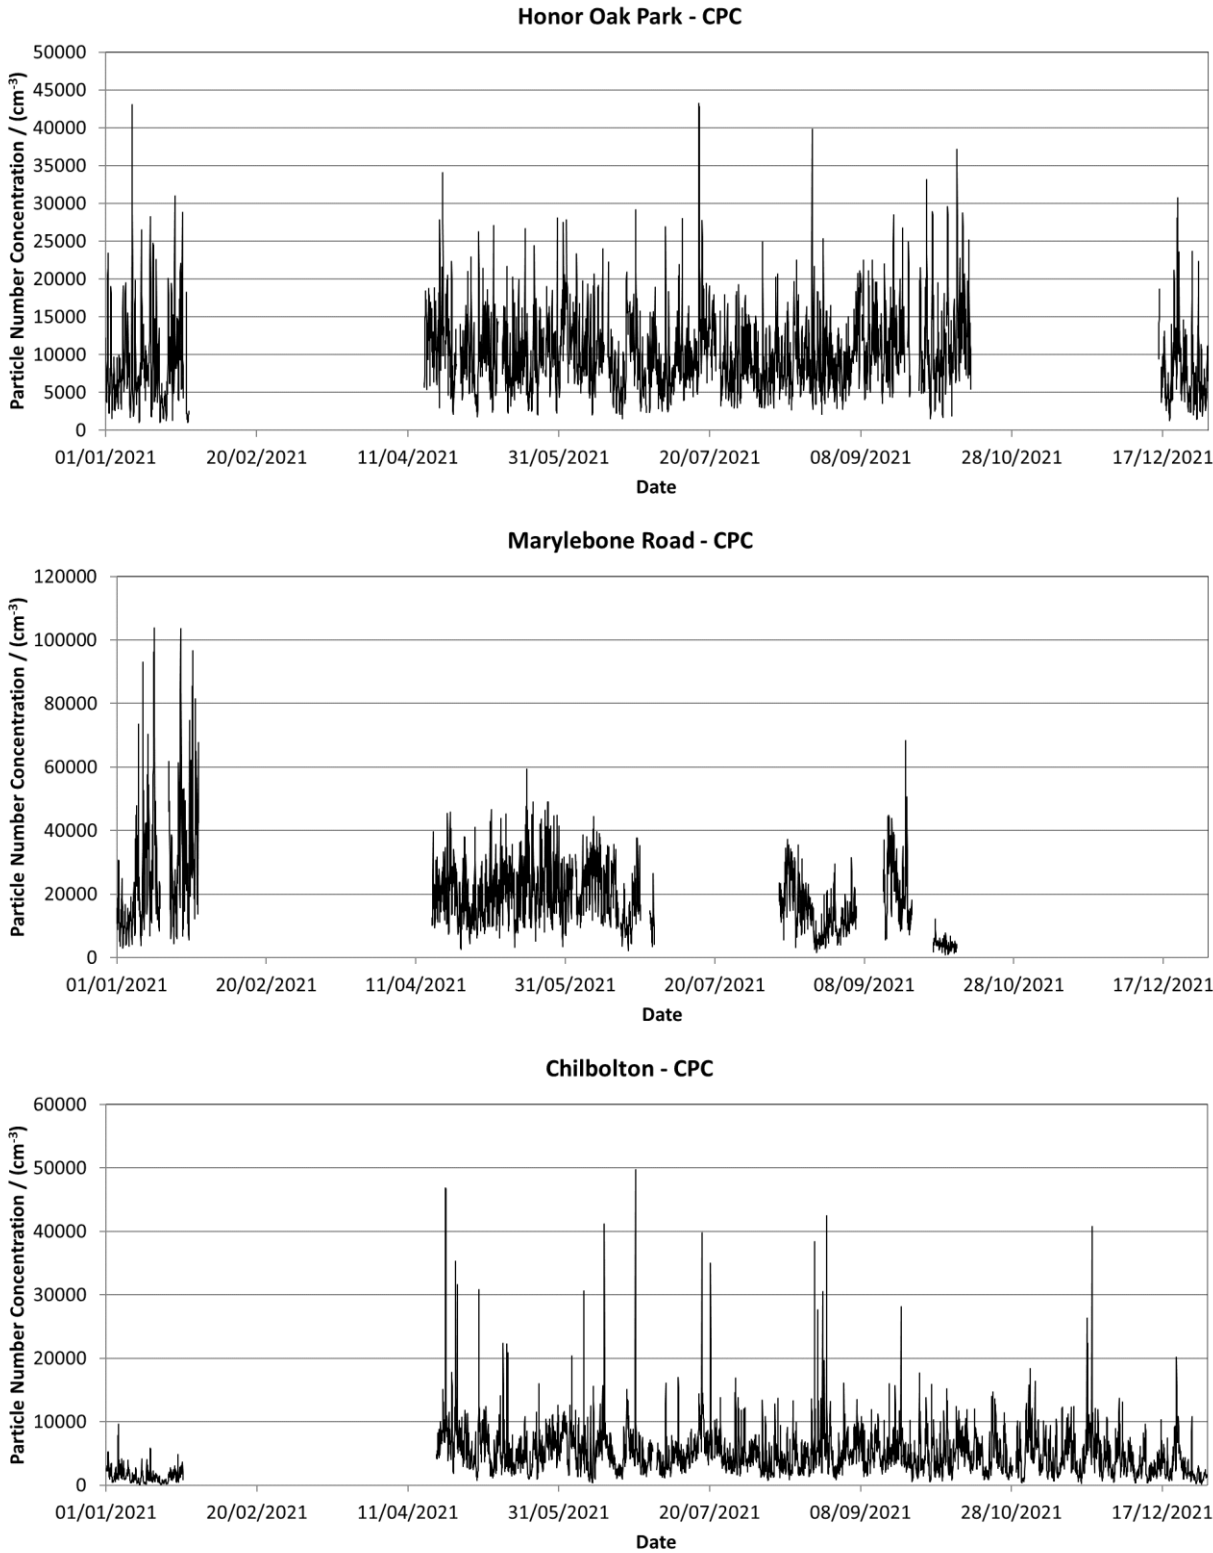 Honor Oak Park - CPC
Particle Number Concentration / (cm-3)
50000
45000
40000
35000
30000
25000
20000
15000
10000
5000
0
01/01/2021 20/02/2021 11/04/2021 31/05/2021 20/07/2021 08/09/2021 28/10/2021 17/12/2021
Date
Marylebone Road - CPC
Particle Number Concentration / (cm-3)
120000
100000
80000
60000
40000
20000
0
01/01/2021 20/02/2021 11/04/2021 31/05/2021 20/07/2021 08/09/2021 28/10/2021 17/12/2021
Date
Chilbolton - CPC
Particle Number Concentration / (cm-3)
60000
50000
40000
30000
20000
10000
0
01/01/2021 20/02/2021 11/04/2021 31/05/2021 20/07/2021 08/09/2021 28/10/2021 17/12/2021
Date